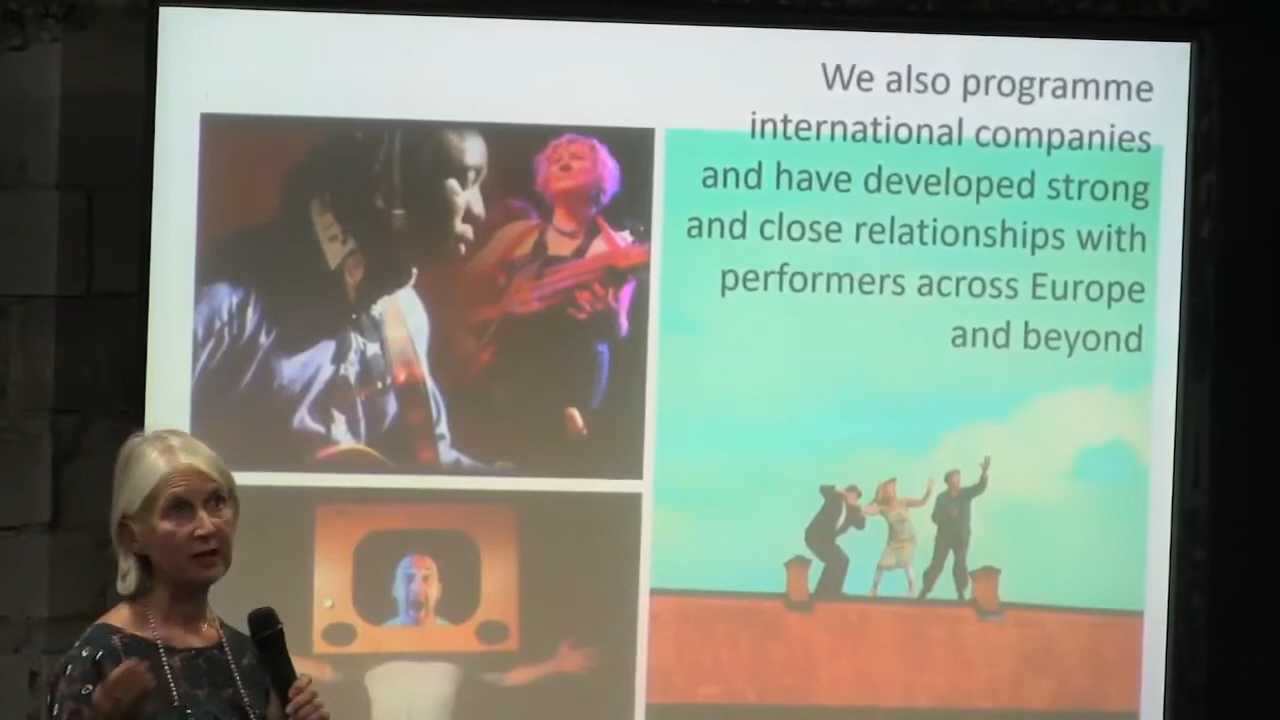 We also programme
international companies
and have developed strong
and close relationships with
performers across Europe
and beyond